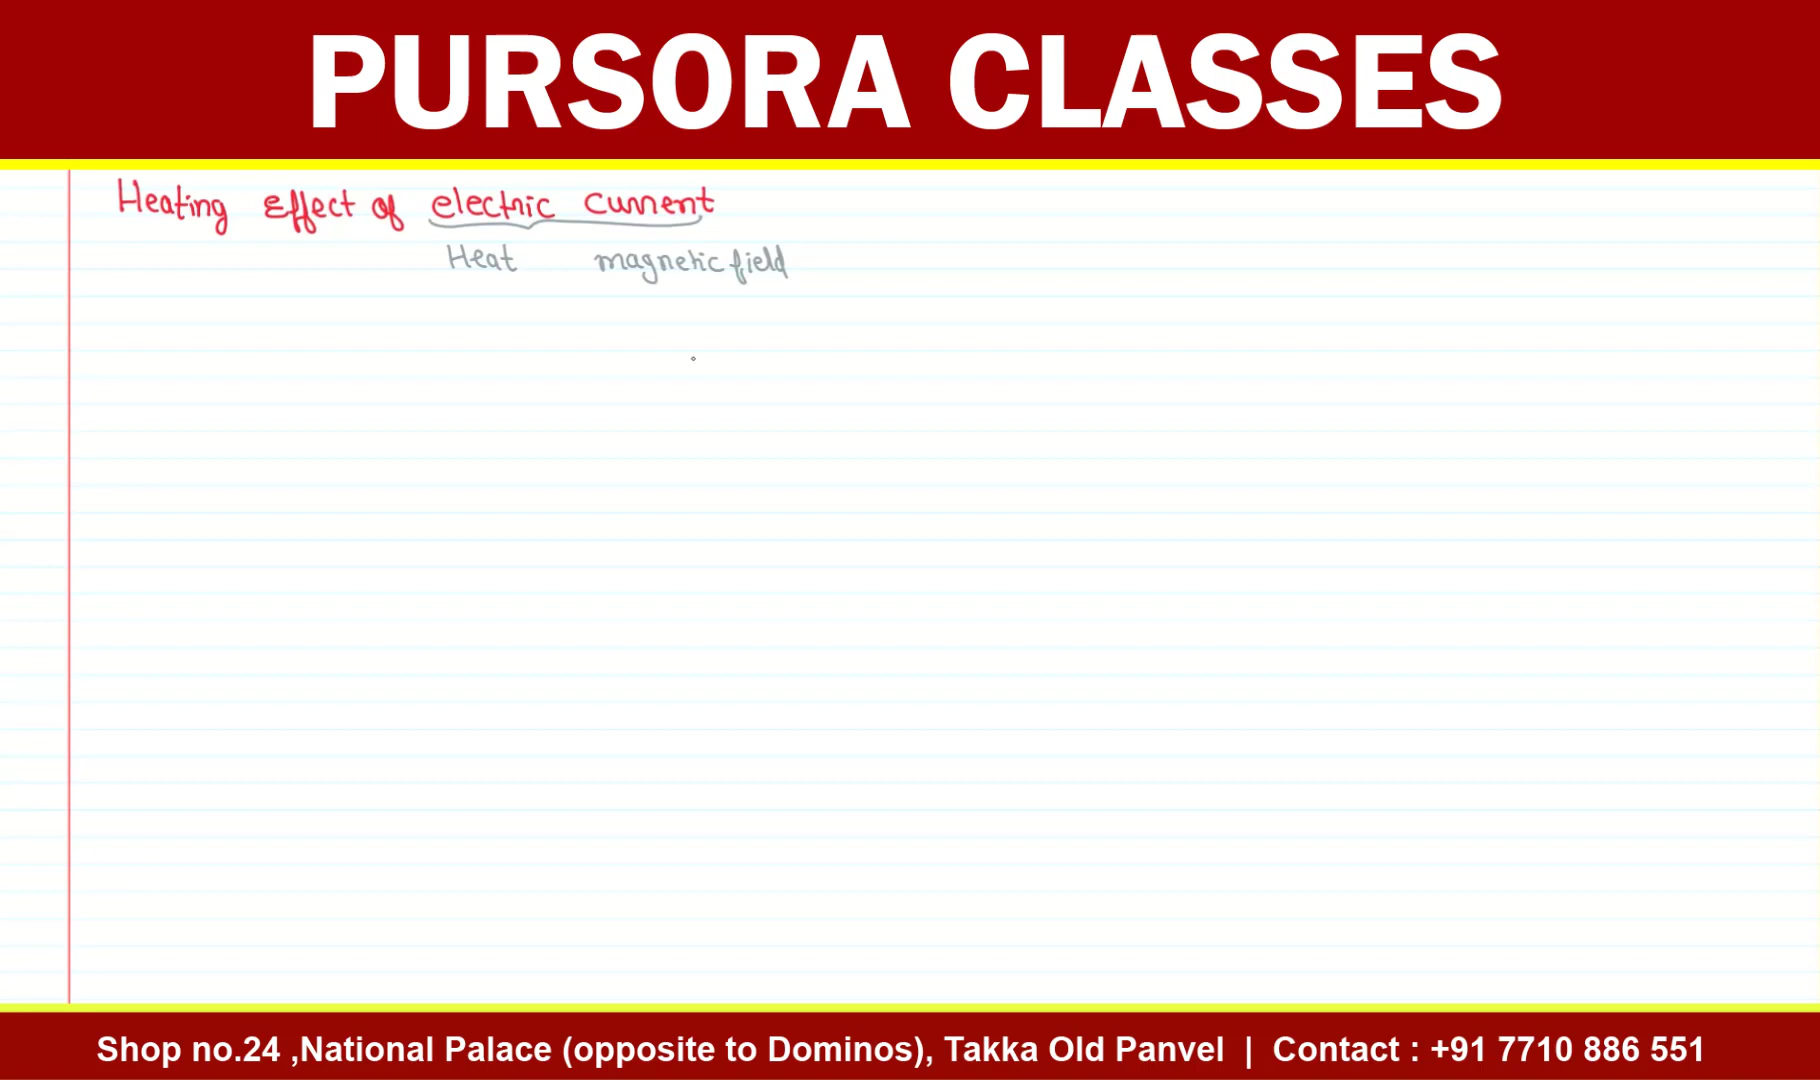 PURSORA CLASSES
Heating Effect of electric current
Heat magnetic field
Shop no.24 ,National Palace (opposite to Dominos), Takka Old Panvel | Contact : +91 7710 886 551